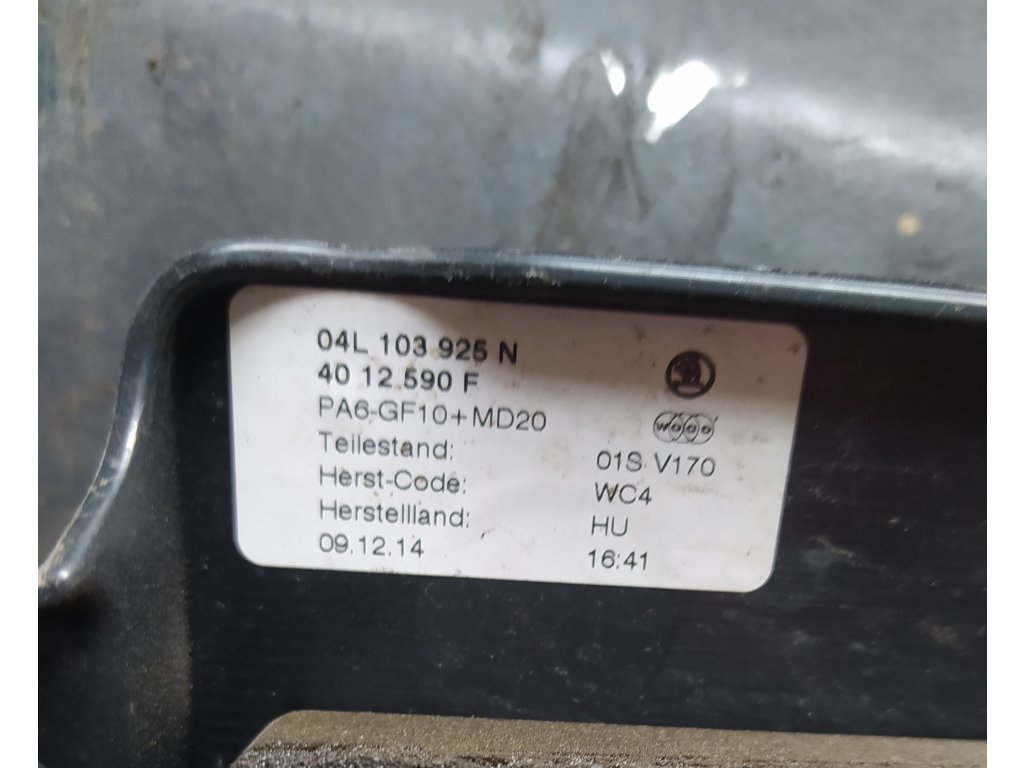 04L 103 925 N
40 12 590 F
PA6-GF10+MD20
Teilestand: 01S V170
Herst-Code: WC4
Herstellland: HU
09.12.14 16:41